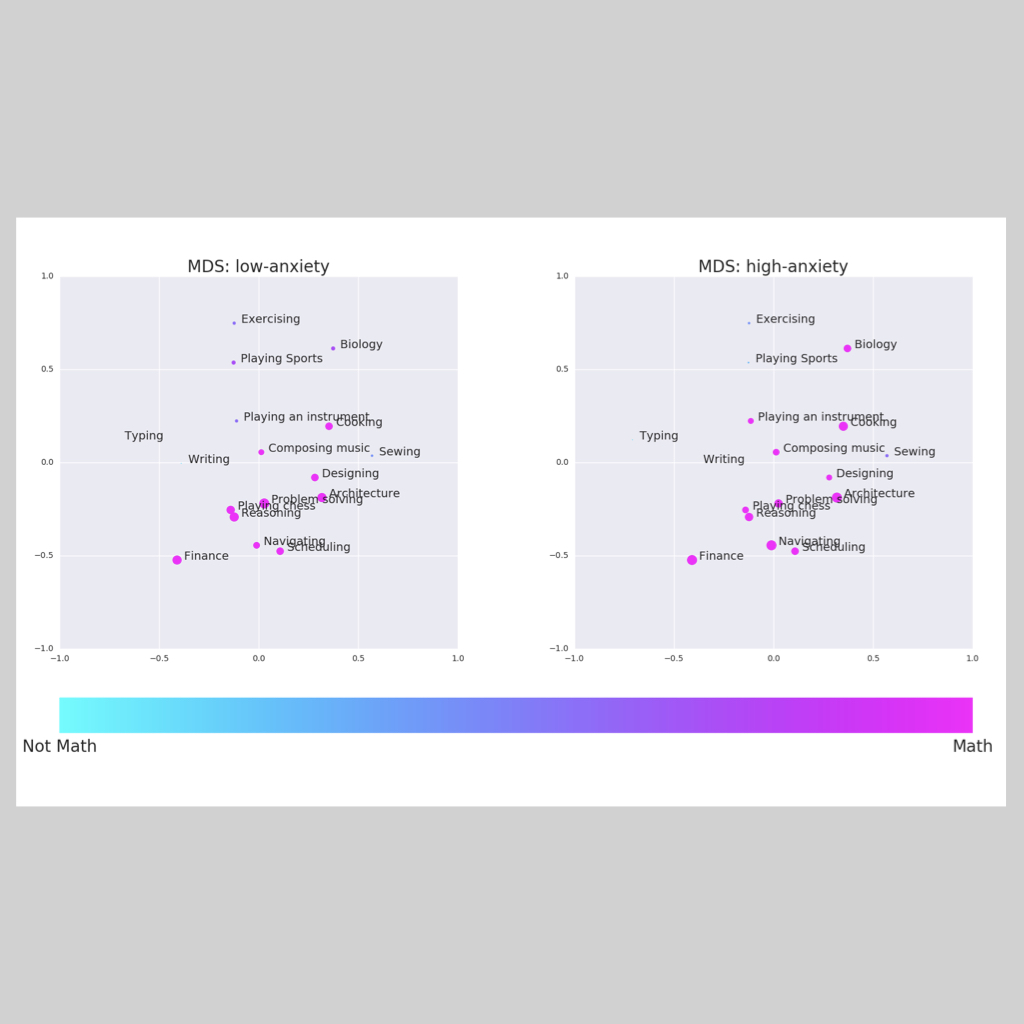 MDS: low-anxiety
1.0
0.5
0.0
−0.5
−1.0
−1.0
−0.5
0.0
0.5
1.0
Exercising
Biology
Playing Sports
Playing an instrument
Cooking
Typing
Composing music
Sewing
Writing
Designing
Architecture
Problem solving
Playing chess
Reasoning
Navigating
Scheduling
Finance
MDS: high-anxiety
1.0
0.5
0.0
−0.5
−1.0
−1.0
−0.5
0.0
0.5
1.0
Exercising
Biology
Playing Sports
Playing an instrument
Cooking
Typing
Composing music
Sewing
Writing
Designing
Architecture
Problem solving
Playing chess
Reasoning
Navigating
Scheduling
Finance
Not Math
Math